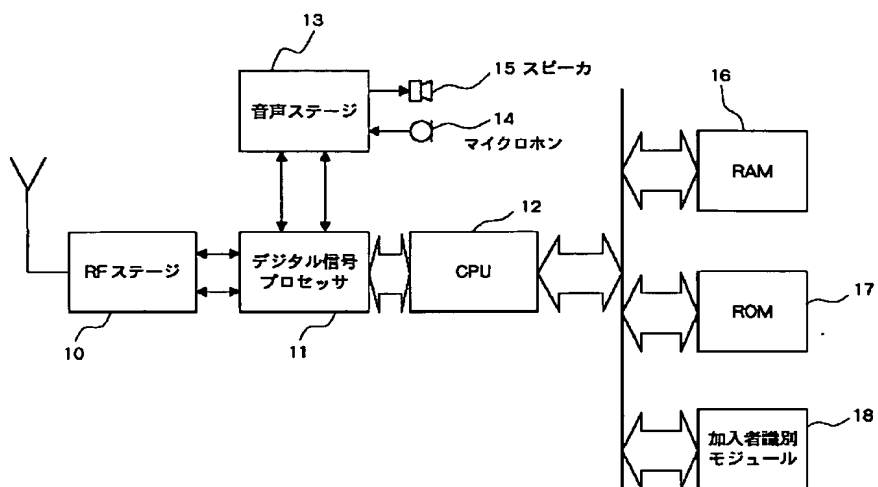 13
音声ステージ
15 スピーカ
14
マイクロホン
16
RAM
RFステージ
10
デジタル信号
プロセッサ
11
12
CPU
17
ROM
18
加入者識別
モジュール